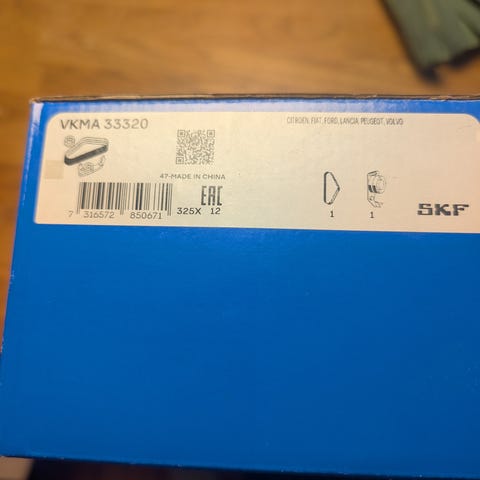 VKMA 33320
CITROEN, FIAT, FORD, LANCIA, PEUGEOT, VOLVO
47-MADE IN CHINA
EAC
7 316572 850671
325X 12
1 1
SKF